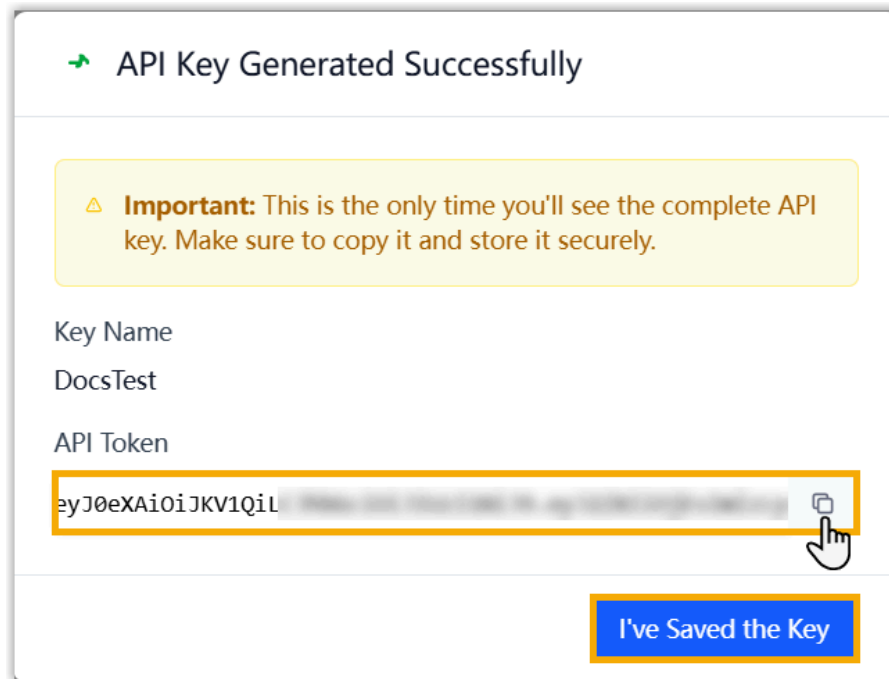 API Key Generated Successfully
Important: This is the only time you'll see the complete API
key. Make sure to copy it and store it securely.
Key Name
DocsTest
API Token
eyJ0eXAiOiJKV1QiL
I've Saved the Key